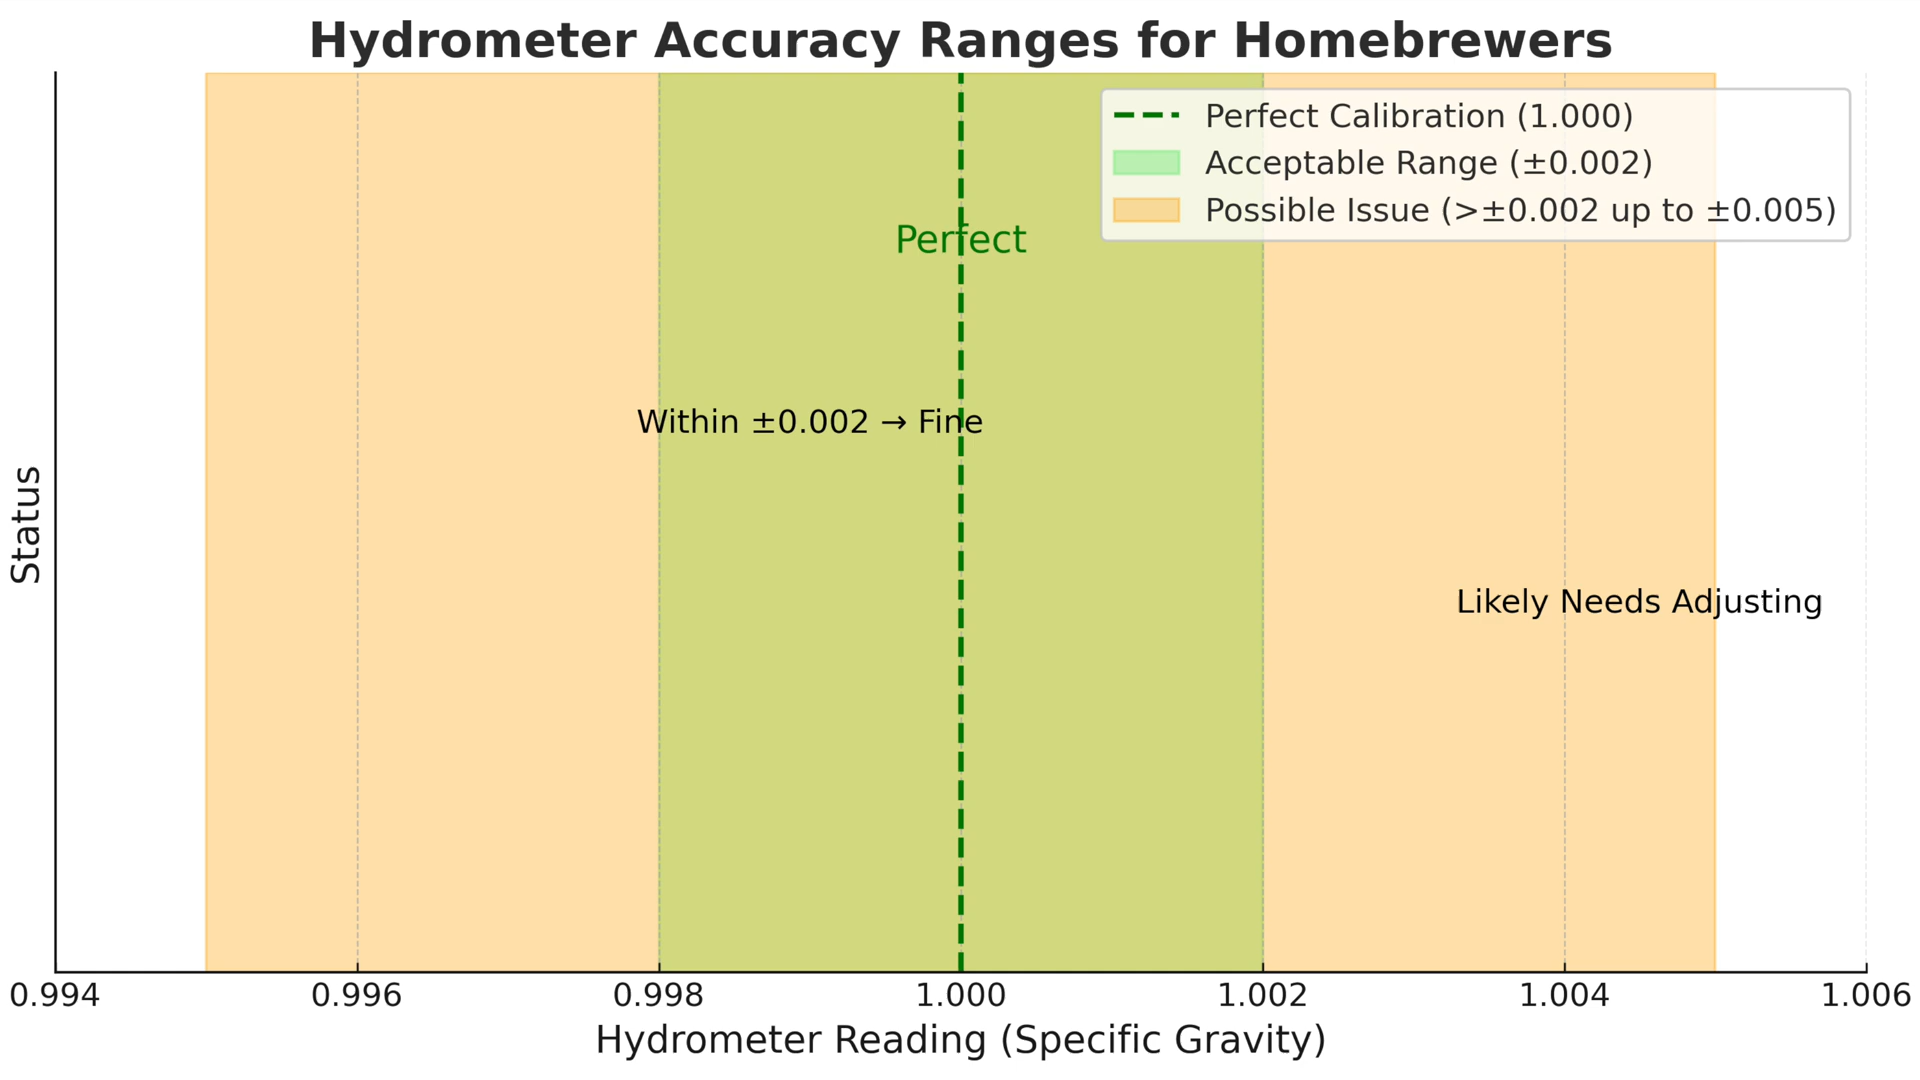 Hydrometer Accuracy Ranges for Homebrewers
Perfect Calibration (1.000)
Acceptable Range (±0.002)
Possible Issue (>±0.002 up to ±0.005)
Perfect
Within ±0.002 → Fine
Likely Needs Adjusting
Status
0.994 0.996 0.998 1.000 1.002 1.004 1.006
Hydrometer Reading (Specific Gravity)